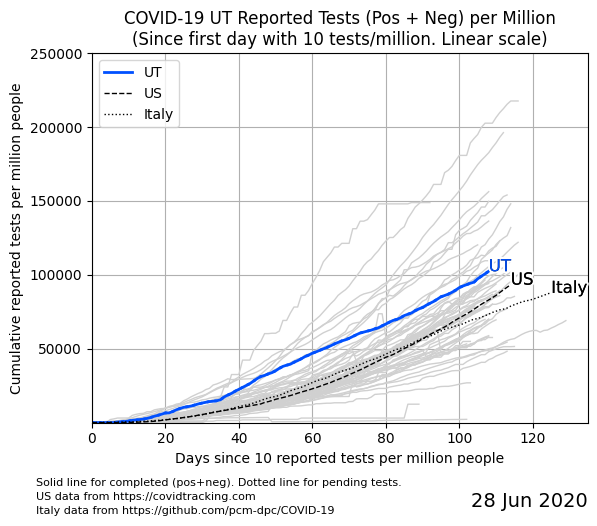 COVID-19 UT Reported Tests (Pos + Neg) per Million
(Since first day with 10 tests/million. Linear scale)
Cumulative reported tests per million people
250000
200000
150000
100000
50000
UT
US
Italy
UT
US
Italy
0
20
40
60
80
100
120
Days since 10 reported tests per million people
Solid line for completed (pos+neg). Dotted line for pending tests.
US data from https://covidtracking.com
Italy data from https://github.com/pcm-dpc/COVID-19
28 Jun 2020